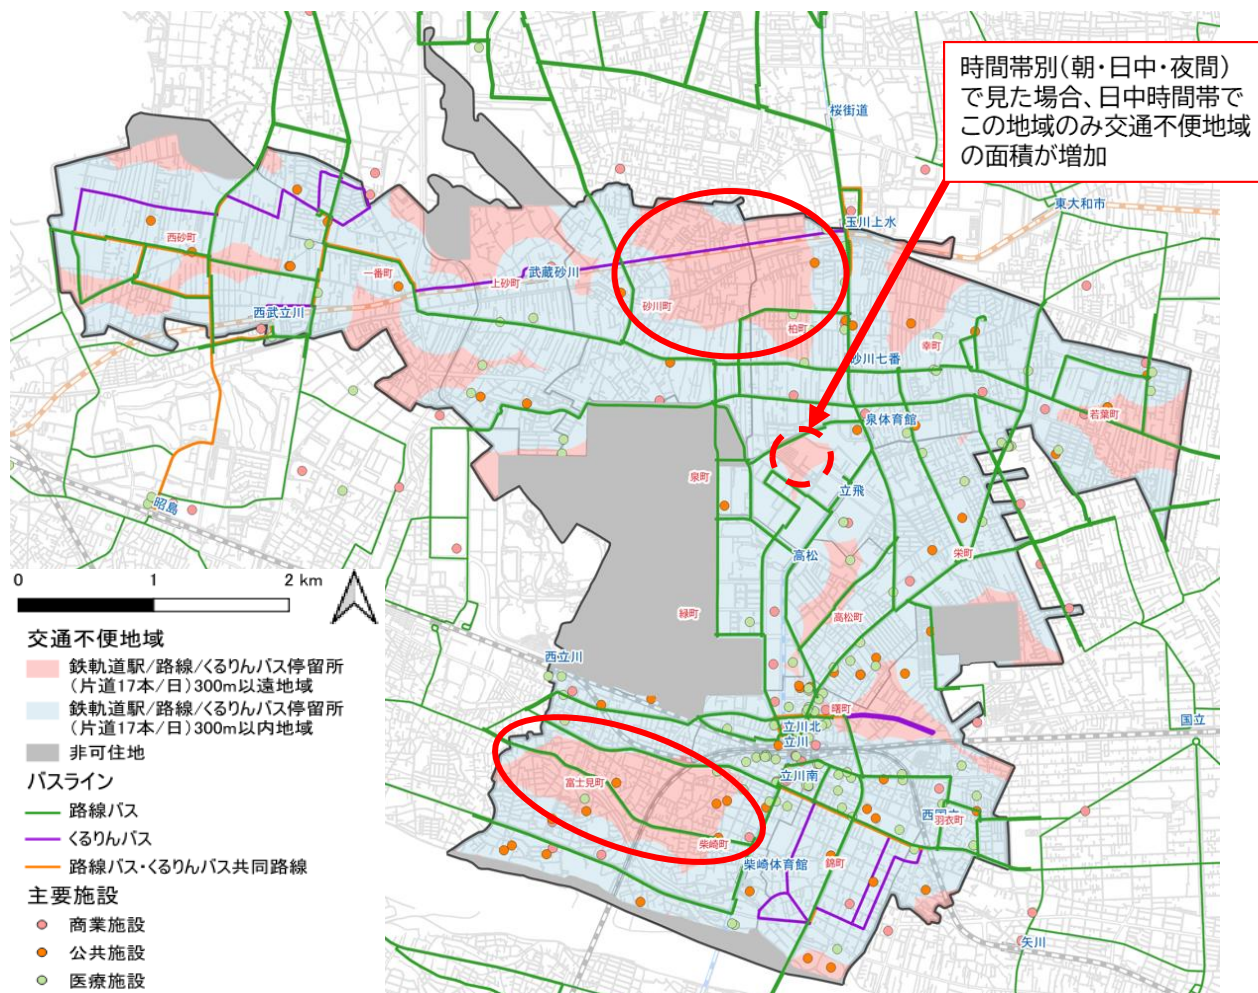 時間帯別(朝・日中・夜間)
で見た場合、日中時間帯で
この地域のみ交通不便地域
の面積が増加
桜街道
東大和市
玉川上水
西砂町
一番町
上砂町
武蔵砂川
砂川町
柏町
幸町
西武立川
砂川七番
若葉町
泉体育館
泉町
立飛
昭島
高松
栄町
緑町
高松町
西立川
曙町
国立
立川北
立川
立川南
富士見町
西国立
羽衣町
柴崎町
柴崎体育館
錦町
矢川
0 1 2 km
交通不便地域
鉄軌道駅/路線/くるりんバス停留所
(片道17本/日)300m以遠地域
鉄軌道駅/路線/くるりんバス停留所
(片道17本/日)300m以内地域
非可住地
バスライン
路線バス
くるりんバス
路線バス・くるりんバス共同路線
主要施設
商業施設
公共施設
医療施設